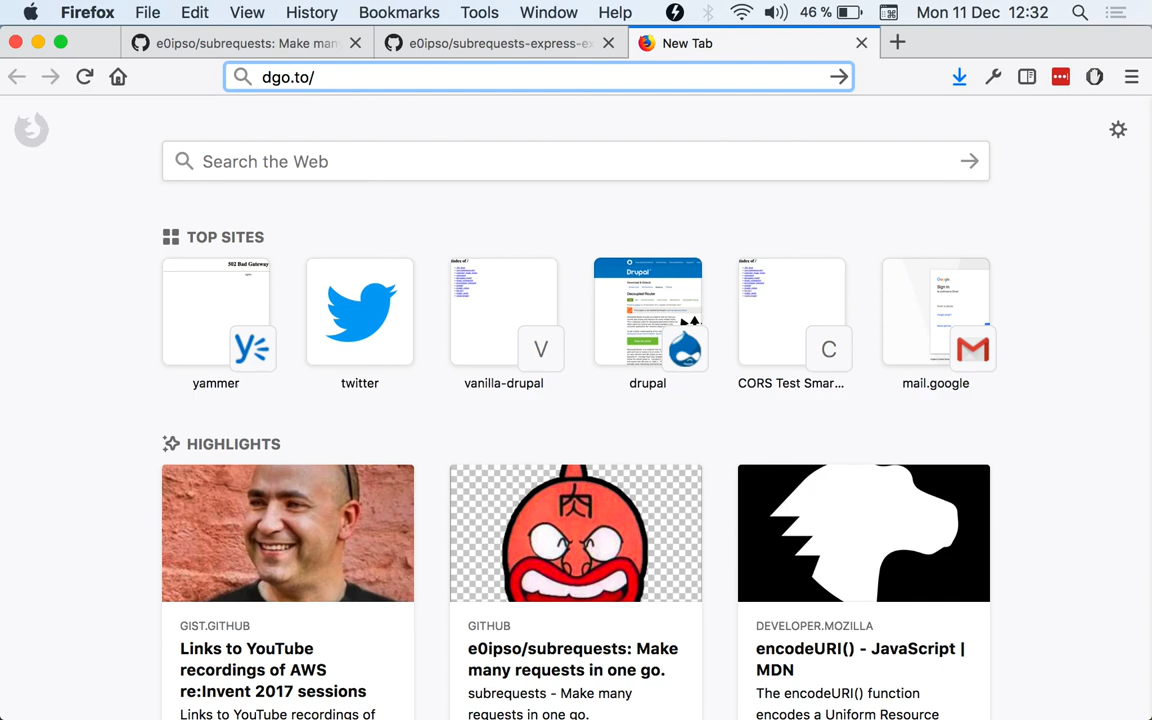 Firefox File Edit View History Bookmarks Tools Window Help 46 % Mon 11 Dec 12:32
e0ipso/subrequests: Make man
e0ipso/subrequests-express-ex
New Tab
dgo.to/
Search the Web
TOP SITES
502 Bad Gateway
Index of /
Drupal
Index of /
Google
Sign in
V
C
yammer
twitter
vanilla-drupal
drupal
CORS Test Smar...
mail.google
HIGHLIGHTS
肉
GIST.GITHUB
Links to YouTube
recordings of AWS
re:Invent 2017 sessions
Links to YouTube recordings of
GITHUB
e0ipso/subrequests: Make
many requests in one go.
subrequests - Make many
requests in one go.
DEVELOPER.MOZILLA
encodeURI() - JavaScript |
MDN
The encodeURI() function
encodes a Uniform Resource